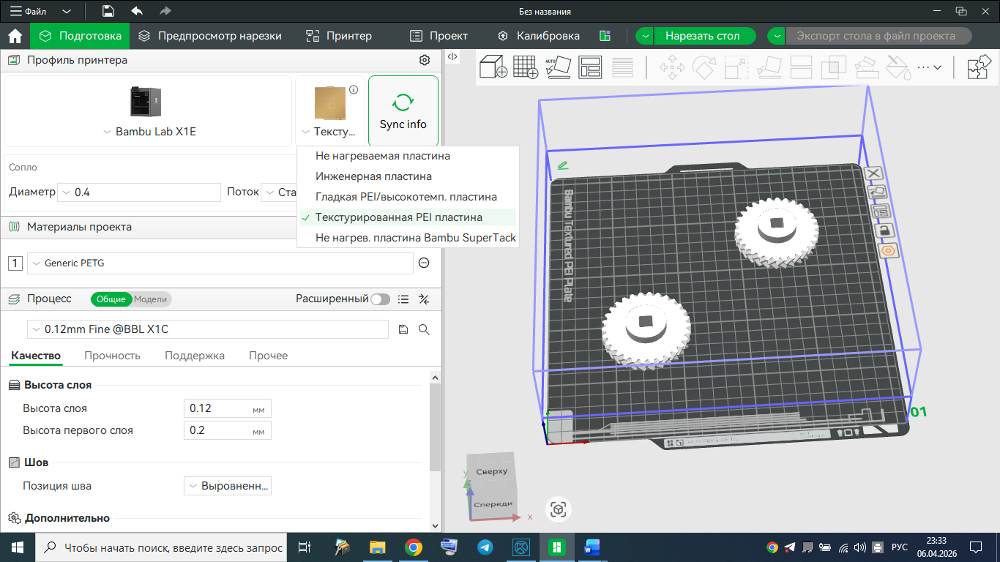 Файл
Без названия
Подготовка
Предпросмотр нарезки
Принтер
Проект
Калибровка
Нарезать стол
Экспорт стола в файл проекта
Профиль принтера
AUTO
Bambu Lab X1E
Тексту...
Sync info
Не нагреваемая пластина
Инженерная пластина
Гладкая PEI/высокотемп. пластина
Текстурированная PEI пластина
Не нагрев. пластина Bambu SuperTack
Сопло
Диаметр 0.4 Поток Ста
Материалы проекта
1 Generic PETG
Процесс Общие Модели Расширенный
0.12mm Fine @BBL X1C
Качество Прочность Поддержка Прочее
Высота слоя
Высота слоя 0.12 мм
Высота первого слоя 0.2 мм
Шов
Позиция шва Выровненн...
Дополнительно
Bambu Textured PEI Plate
01
Сверху
Спереди
y
z
x
Чтобы начать поиск, введите здесь запрос
РУС
23:33
06.04.2026